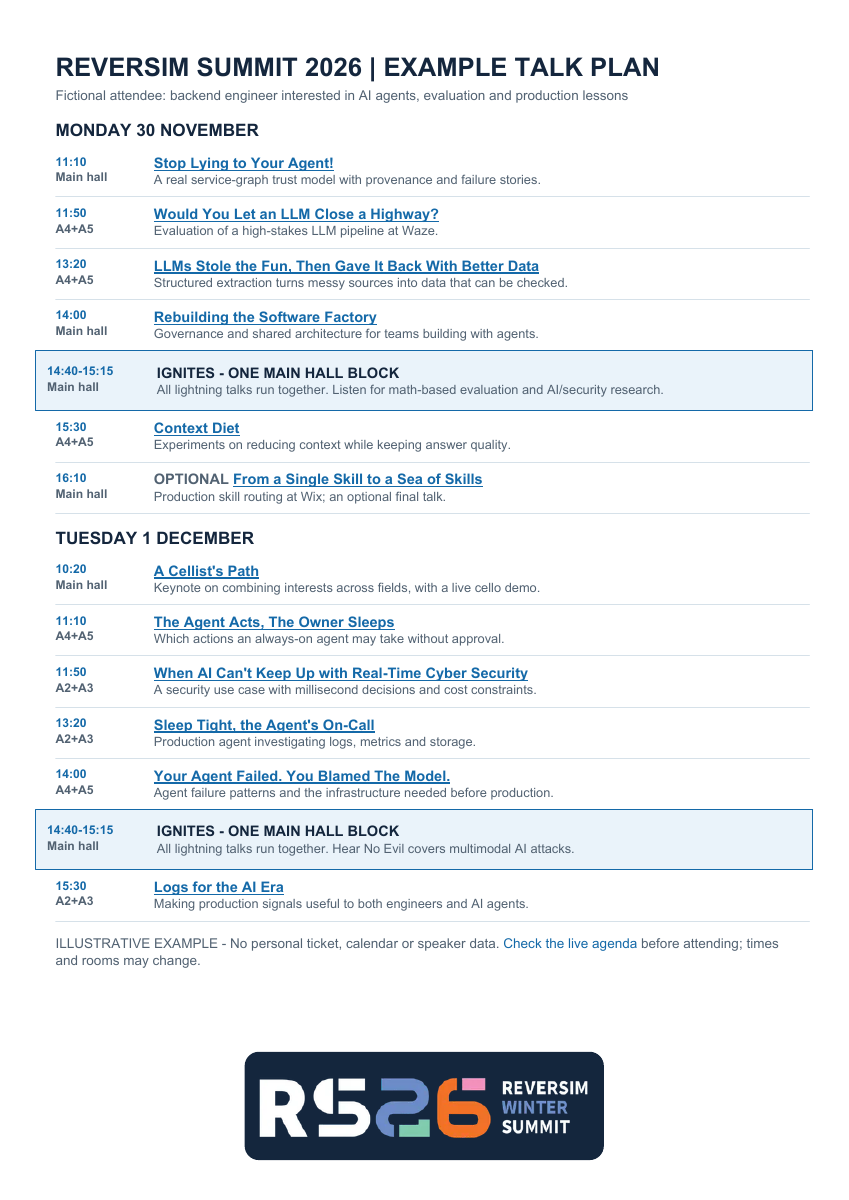 REVERSIM SUMMIT 2026 | EXAMPLE TALK PLAN
Fictional attendee: backend engineer interested in AI agents, evaluation and production lessons
MONDAY 30 NOVEMBER
11:10
Main hall
Stop Lying to Your Agent!
A real service-graph trust model with provenance and failure stories.
11:50
A4+A5
Would You Let an LLM Close a Highway?
Evaluation of a high-stakes LLM pipeline at Waze.
13:20
A4+A5
LLMs Stole the Fun, Then Gave It Back With Better Data
Structured extraction turns messy sources into data that can be checked.
14:00
Main hall
Rebuilding the Software Factory
Governance and shared architecture for teams building with agents.
14:40-15:15
Main hall
IGNITES - ONE MAIN HALL BLOCK
All lightning talks run together. Listen for math-based evaluation and AI/security research.
15:30
A4+A5
Context Diet
Experiments on reducing context while keeping answer quality.
16:10
Main hall
OPTIONAL From a Single Skill to a Sea of Skills
Production skill routing at Wix; an optional final talk.
TUESDAY 1 DECEMBER
10:20
Main hall
A Cellist's Path
Keynote on combining interests across fields, with a live cello demo.
11:10
A4+A5
The Agent Acts, The Owner Sleeps
Which actions an always-on agent may take without approval.
11:50
A2+A3
When AI Can't Keep Up with Real-Time Cyber Security
A security use case with millisecond decisions and cost constraints.
13:20
A2+A3
Sleep Tight, the Agent's On-Call
Production agent investigating logs, metrics and storage.
14:00
A4+A5
Your Agent Failed. You Blamed The Model.
Agent failure patterns and the infrastructure needed before production.
14:40-15:15
Main hall
IGNITES - ONE MAIN HALL BLOCK
All lightning talks run together. Hear No Evil covers multimodal AI attacks.
15:30
A2+A3
Logs for the AI Era
Making production signals useful to both engineers and AI agents.
ILLUSTRATIVE EXAMPLE - No personal ticket, calendar or speaker data. Check the live agenda before attending; times
and rooms may change.
RS26
REVERSIM
WINTER
SUMMIT